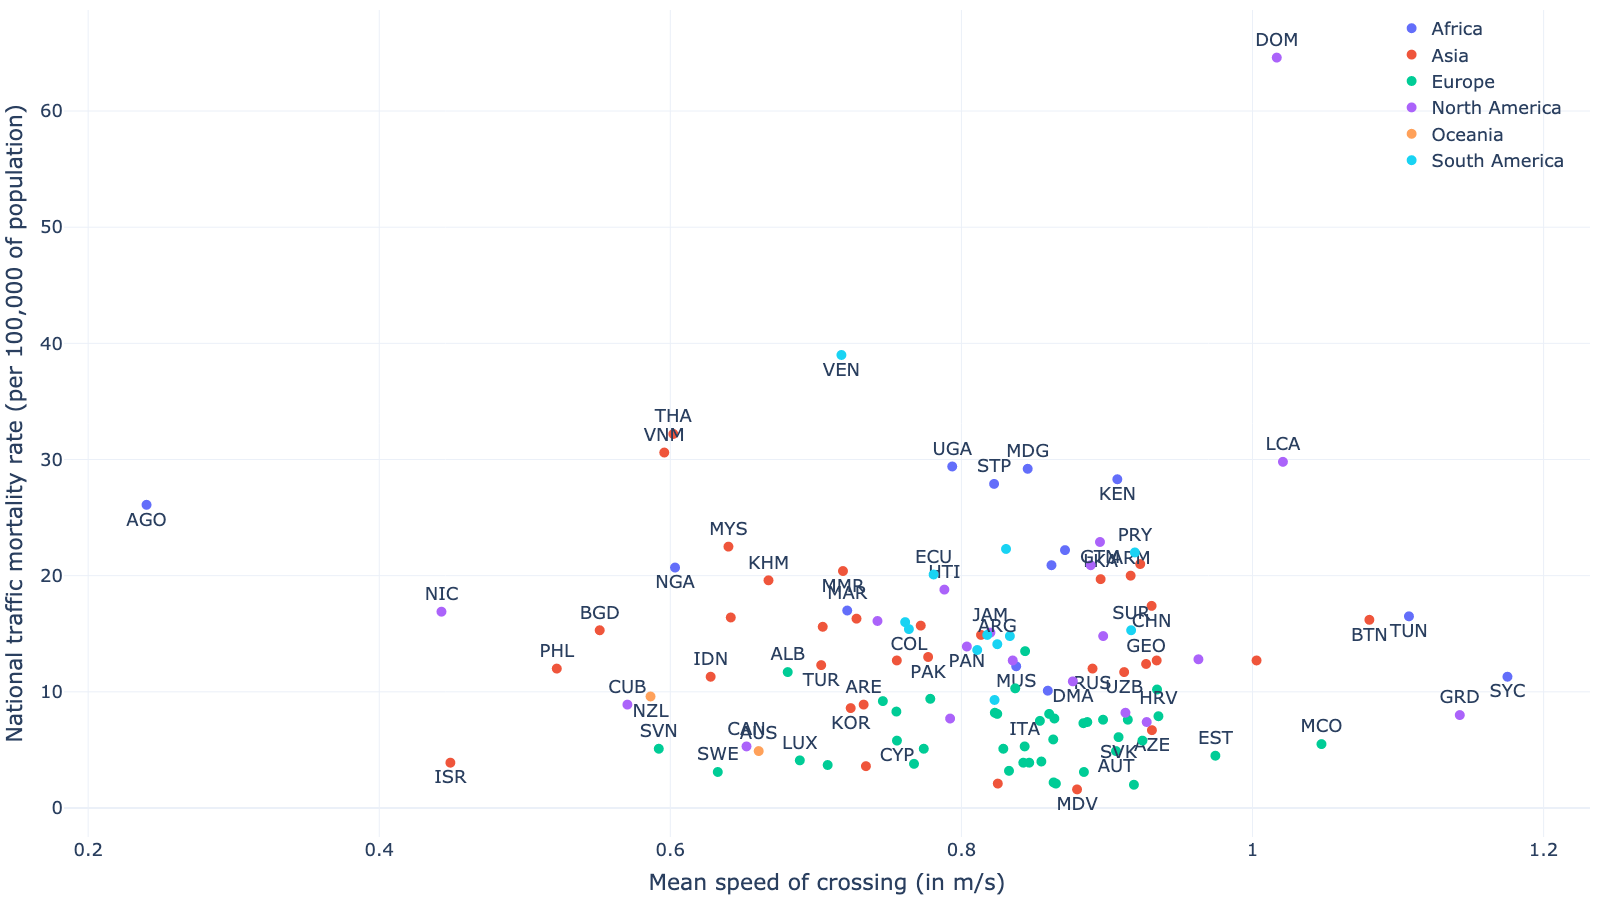 DOM
Africa
Asia
Europe
North America
Oceania
South America
60
50
40
30
20
10
0
National traffic mortality rate (per 100,000 of population)
VEN
THA
VNM
UGA
MDG
STP
LCA
KEN
AGO
MYS
PRY
KHM
ECU
HTI
GTM
LKA
ARM
NGA
NIC
MMR
MAR
BGD
JAM
ARG
SUR
CHN
BTN
TUN
PHL
IDN
ALB
COL
PAN
PAK
GEO
TUR
MUS
RUS
UZB
SYC
CUB
ARE
DMA
HRV
GRD
NZL
KOR
SVN
CAN
AUS
LUX
ITA
MCO
EST
SWE
CYP
SVK
AZE
AUT
ISR
MDV
0.2
0.4
0.6
0.8
1
1.2
Mean speed of crossing (in m/s)